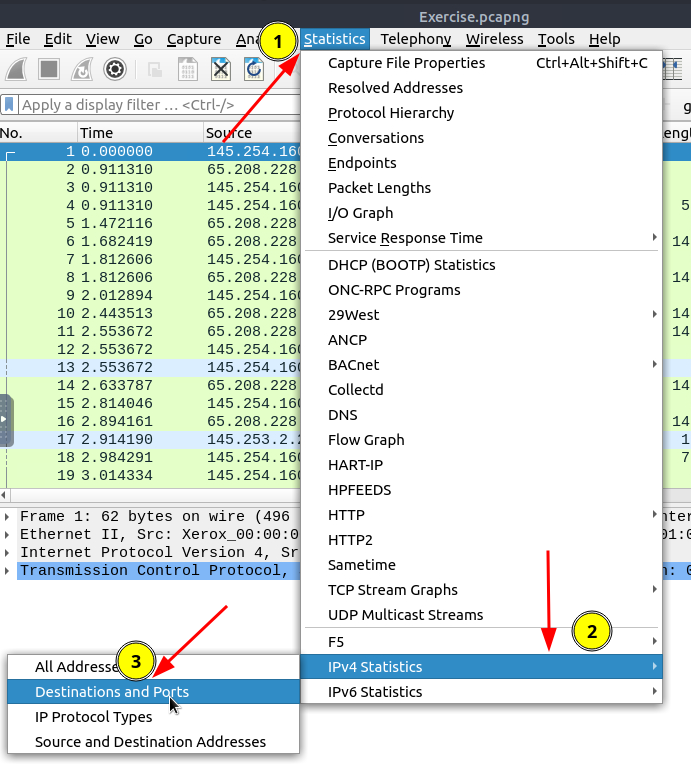 Exercise.pcapng
File Edit View Go Capture 1 Statistics Telephony Wireless Tools Help
Apply a display filter … <Ctrl-/>
No. Time Source
1 0.000000 145.254.160
2 0.911310 65.208.228
3 0.911310 145.254.160
4 0.911310 145.254.160 5
5 1.472116 65.208.228
6 1.682419 65.208.228 14
7 1.812606 145.254.160
8 1.812606 65.208.228 14
9 2.012894 145.254.160
10 2.443513 65.208.228 14
11 2.553672 65.208.228 14
12 2.553672 145.254.160
13 2.553672 145.254.160
14 2.633787 65.208.228 14
15 2.814046 145.254.160
16 2.894161 65.208.228 14
17 2.914190 145.253.2.2 1
18 2.984291 145.254.160 7
19 3.014334 145.254.160
Frame 1: 62 bytes on wire (496
Ethernet II, Src: Xerox_00:00:0
Internet Protocol Version 4, Sr
Transmission Control Protocol,
Capture File Properties Ctrl+Alt+Shift+C
Resolved Addresses
Protocol Hierarchy
Conversations
Endpoints
Packet Lengths
I/O Graph
Service Response Time
DHCP (BOOTP) Statistics
ONC-RPC Programs
29West
ANCP
BACnet
Collectd
DNS
Flow Graph
HART-IP
HPFEEDS
HTTP
HTTP2
Sametime
TCP Stream Graphs
UDP Multicast Streams
2
F5
IPv4 Statistics
IPv6 Statistics
3
All Addresse
Destinations and Ports
IP Protocol Types
Source and Destination Addresses